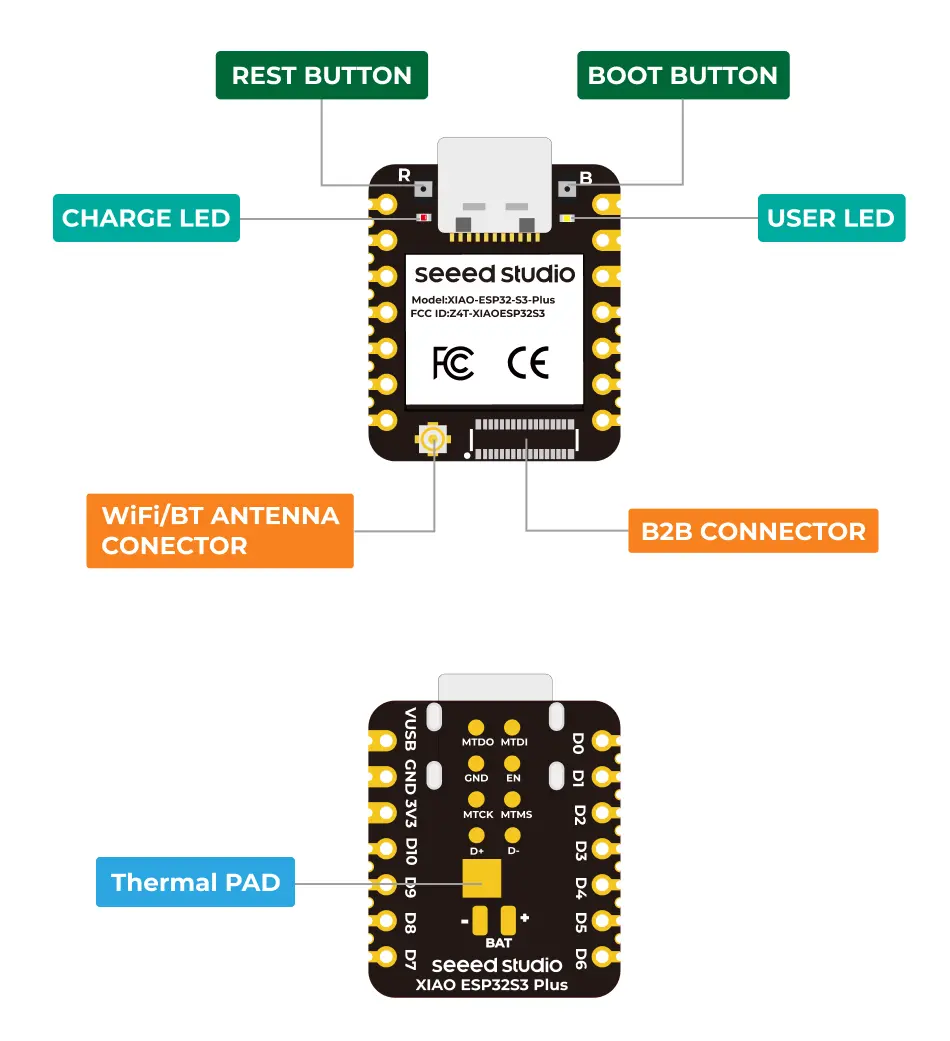 REST BUTTON
BOOT BUTTON
R
B
CHARGE LED
USER LED
seeed studio
Model:XIAO-ESP32-S3-Plus
FCC ID:Z4T-XIAOESP32S3
FC CE
WiFi/BT ANTENNA
CONECTOR
B2B CONNECTOR
VUSB
GND
3V3
D10
D9
D8
D7
MTDO MTDI
GND EN
MTCK MTMS
D+ D-
D0
D1
D2
D3
D4
D5
D6
Thermal PAD
- +
BAT
seeed studio
XIAO ESP32S3 Plus